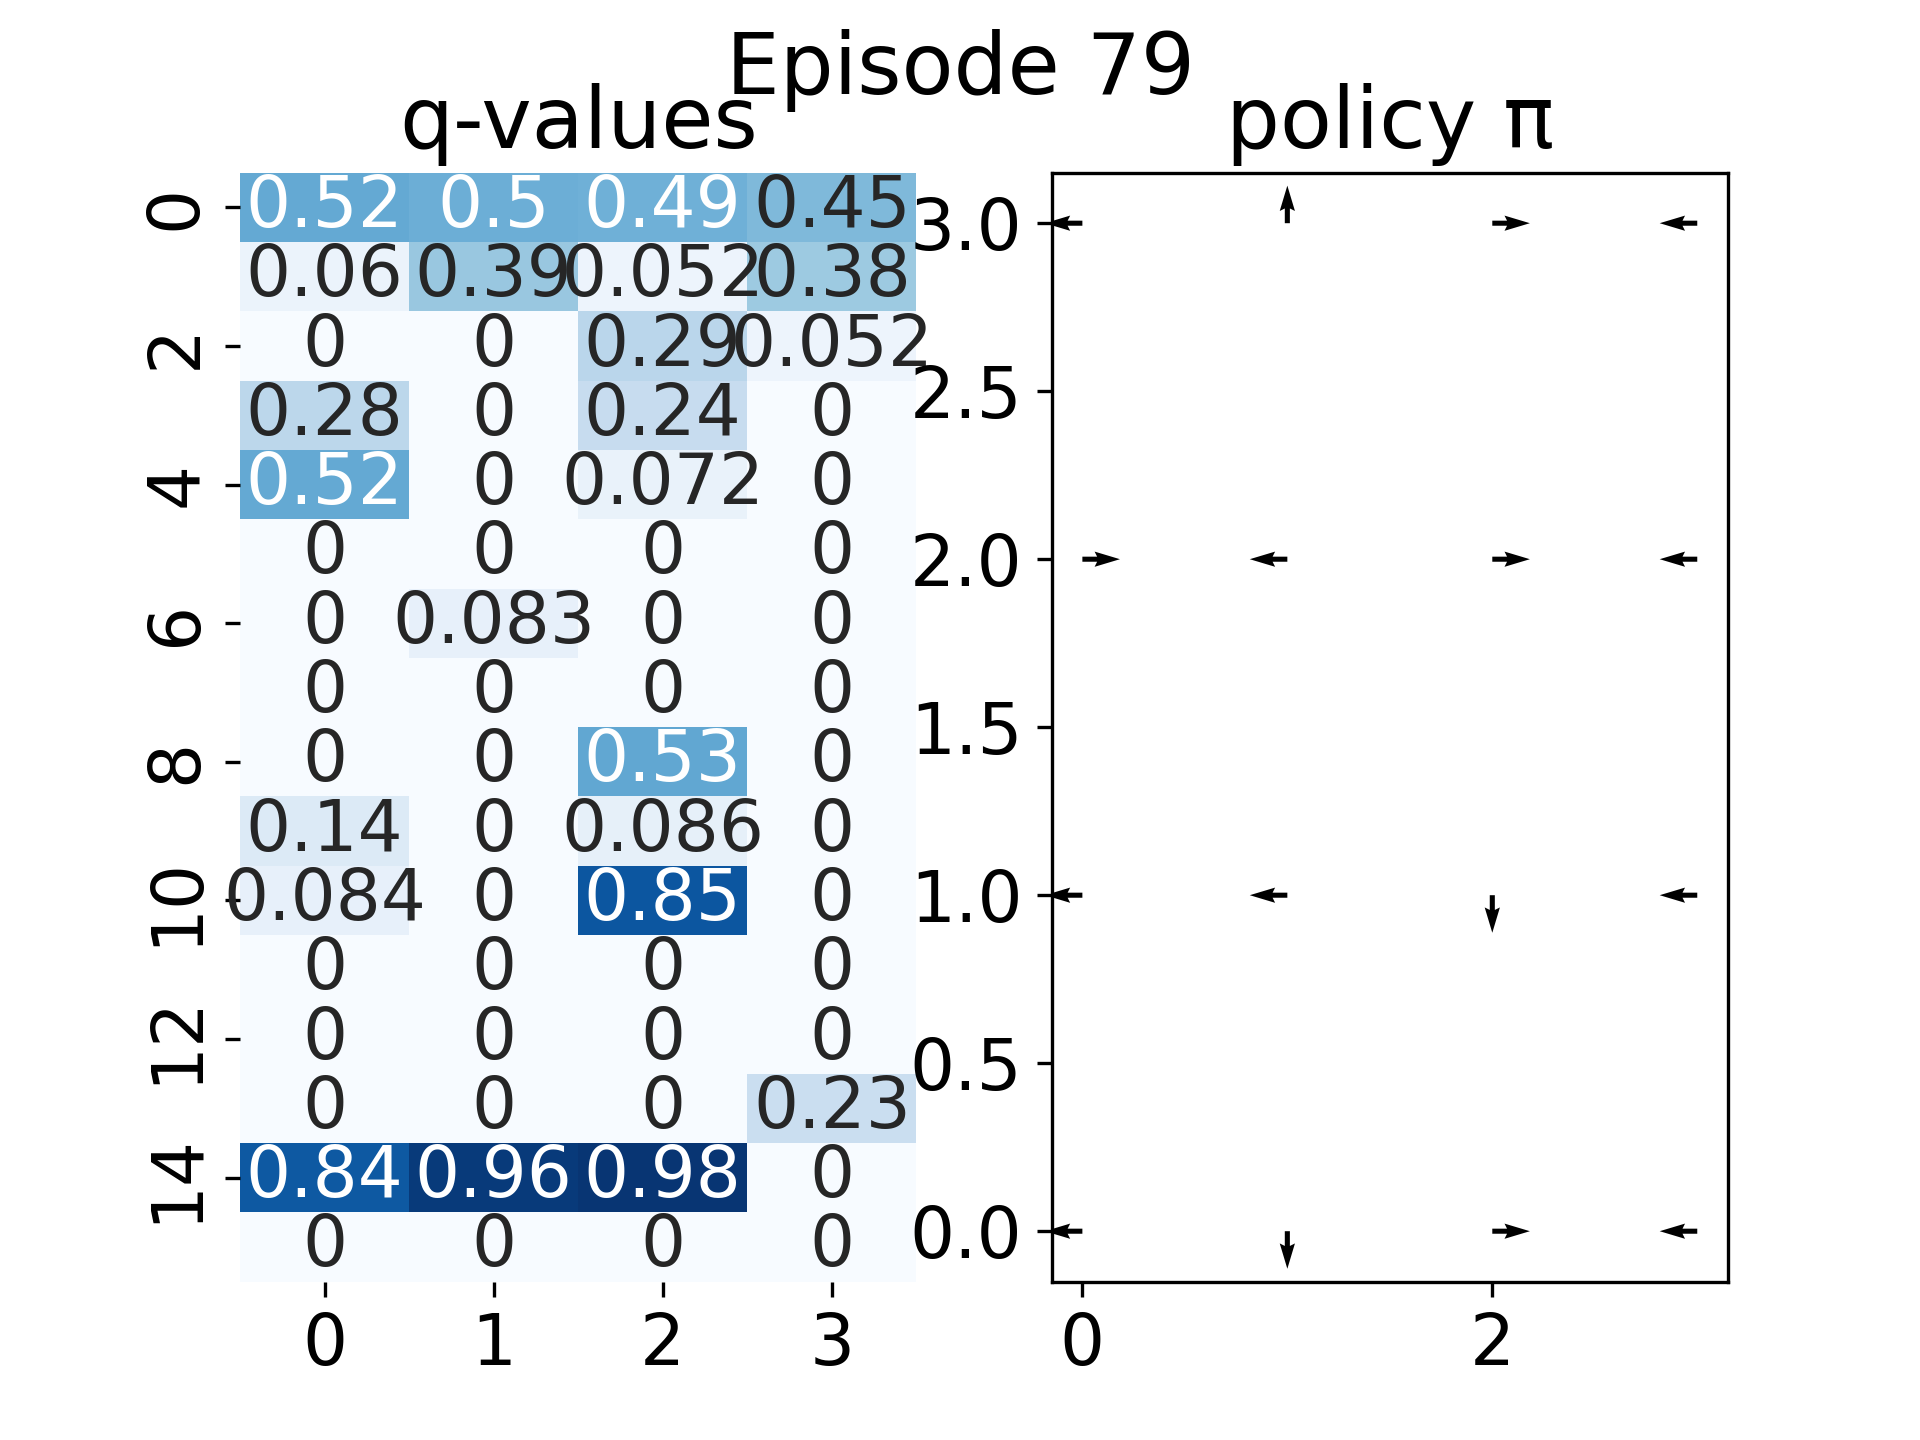 Episode 79
q-values
policy π
0 0.52 0.5 0.49 0.45
0.06 0.39 0.052 0.38
2 0 0 0.29 0.052
0.28 0 0.24 0
4 0.52 0 0.072 0
0 0 0 0
6 0 0.083 0 0
0 0 0 0
8 0 0 0.53 0
0.14 0 0.086 0
10 0.084 0 0.85 0
0 0 0 0
12 0 0 0 0
0 0 0 0.23
14 0.84 0.96 0.98 0
0 0 0 0
0 1 2 3
3.0
2.5
2.0
1.5
1.0
0.5
0.0
0 2